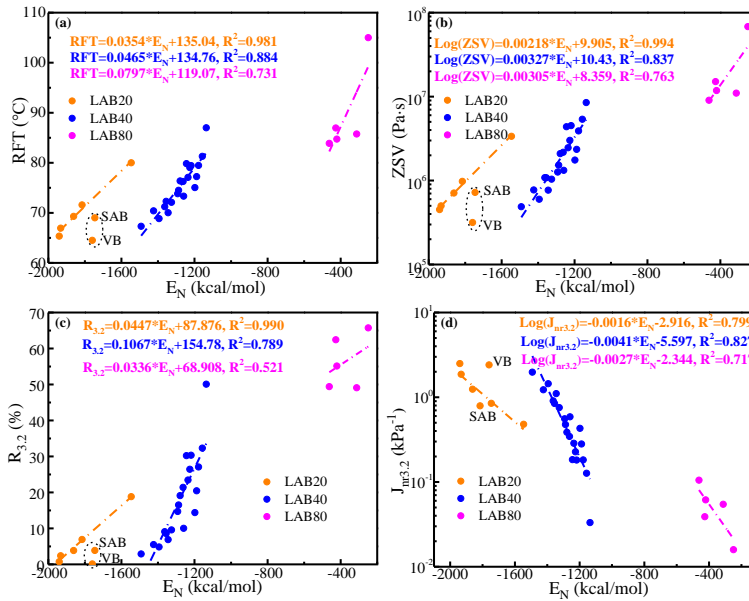 (a)
RFT=0.0354*E_N+135.04, R²=0.981
RFT=0.0465*E_N+134.76, R²=0.884
RFT=0.0797*E_N+119.07, R²=0.731
LAB20
LAB40
LAB80
SAB
VB
RFT (℃)
110
100
90
80
70
60
-2000
-1600
-1200
-800
-400
E_N (kcal/mol)
(b)
Log(ZSV)=0.00218*E_N+9.905, R²=0.994
Log(ZSV)=0.00327*E_N+10.43, R²=0.837
Log(ZSV)=0.00305*E_N+8.359, R²=0.763
LAB20
LAB40
LAB80
SAB
VB
ZSV (Pa·s)
10⁸
10⁷
10⁶
10⁵
-2000
-1600
-1200
-800
-400
E_N (kcal/mol)
(c)
R_3.2=0.0447*E_N+87.876, R²=0.990
R_3.2=0.1067*E_N+154.78, R²=0.789
R_3.2=0.0336*E_N+68.908, R²=0.521
LAB20
LAB40
LAB80
SAB
VB
R_3.2 (%)
70
60
50
40
30
20
10
0
-2000
-1600
-1200
-800
-400
E_N (kcal/mol)
(d)
Log(J_nr3.2)=-0.0016*E_N-2.916, R²=0.799
Log(J_nr3.2)=-0.0041*E_N-5.597, R²=0.827
Log(J_nr3.2)=-0.0027*E_N-2.344, R²=0.717
VB
SAB
LAB20
LAB40
LAB80
J_nr3.2 (kPa⁻¹)
10¹
10⁰
10⁻¹
10⁻²
-2000
-1600
-1200
-800
-400
E_N (kcal/mol)